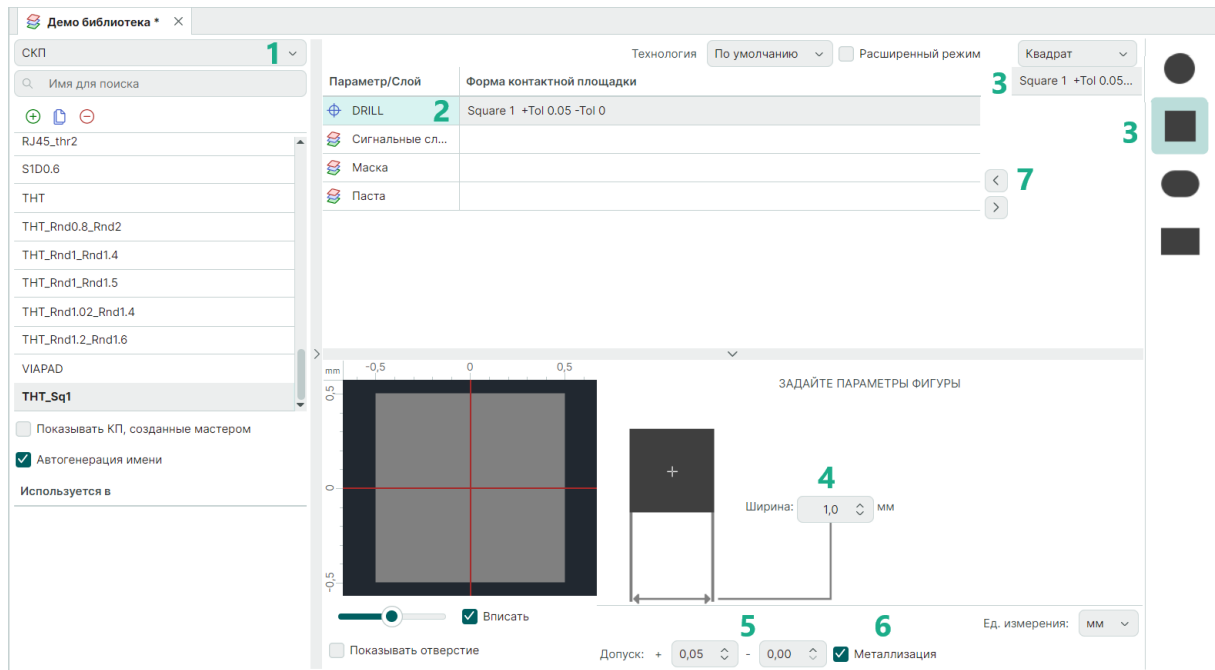 Демо библиотека * ×
СКП 1
Технология По умолчанию Расширенный режим Квадрат
Имя для поиска
Параметр/Слой Форма контактной площадки 3 Square 1 +Tol 0.05...
DRILL 2 Square 1 +Tol 0.05 -Tol 0
3
RJ45_thr2
Сигнальные сл...
S1D0.6
Маска
7
THT
Паста
THT_Rnd0.8_Rnd2
THT_Rnd1_Rnd1.4
THT_Rnd1_Rnd1.5
THT_Rnd1.02_Rnd1.4
THT_Rnd1.2_Rnd1.6
VIAPAD
mm -0,5 0 0,5
ЗАДАЙТЕ ПАРАМЕТРЫ ФИГУРЫ
THT_Sq1
0,5
Показывать КП, созданные мастером
Автогенерация имени
4
Используется в
0
Ширина: 1,0 мм
-0,5
Вписать
5 6
Ед. измерения: мм
Показывать отверстие
Допуск: + 0,05 - 0,00 Металлизация